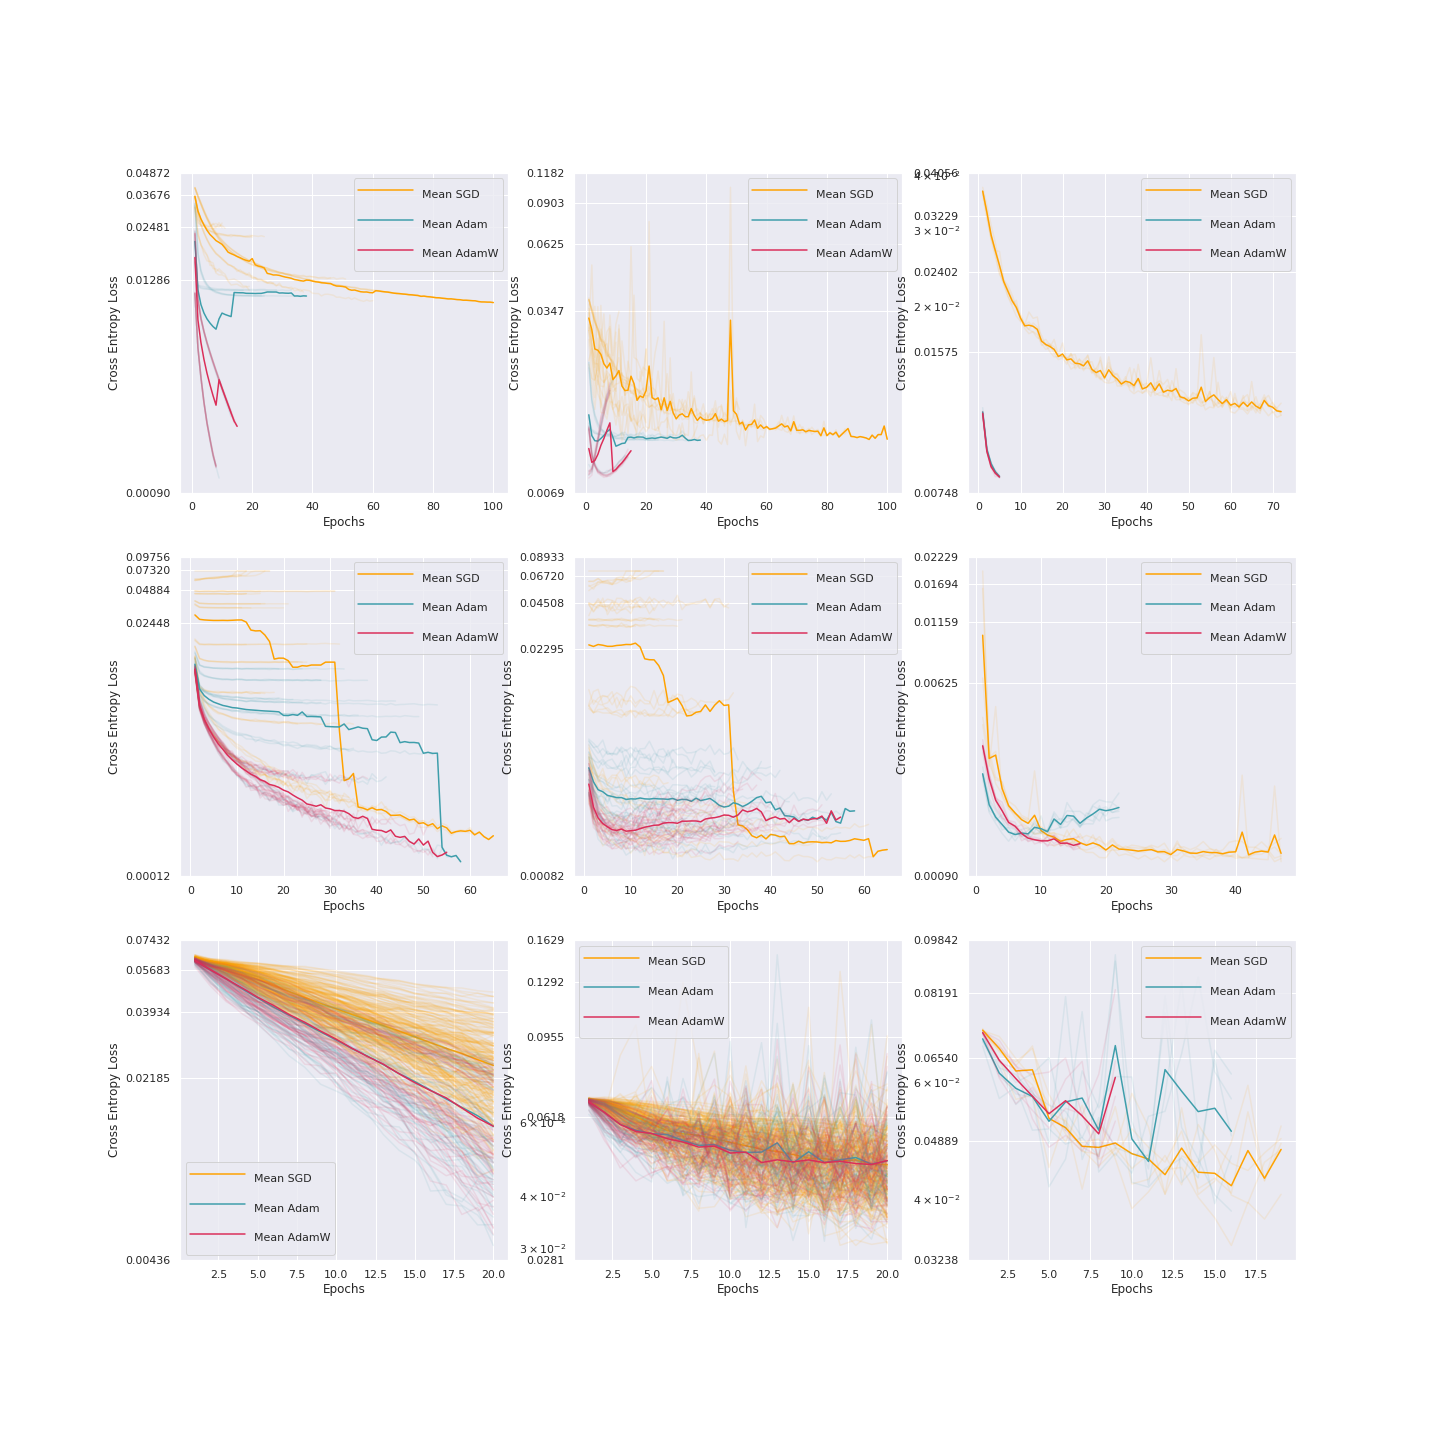 0.04872
0.03676
0.02481
0.01286
0.00090
Cross Entropy Loss
Mean SGD
Mean Adam
Mean AdamW
0 20 40 60 80 100
Epochs
0.1182
0.0903
0.0625
0.0347
0.0069
Cross Entropy Loss
Mean SGD
Mean Adam
Mean AdamW
0 20 40 60 80 100
Epochs
0.04056
4 × 10⁻²
0.03229
3 × 10⁻²
0.02402
2 × 10⁻²
0.01575
0.00748
Cross Entropy Loss
Mean SGD
Mean Adam
Mean AdamW
0 10 20 30 40 50 60 70
Epochs
0.09756
0.07320
0.04884
0.02448
0.00012
Cross Entropy Loss
Mean SGD
Mean Adam
Mean AdamW
0 10 20 30 40 50 60
Epochs
0.08933
0.06720
0.04508
0.02295
0.00082
Cross Entropy Loss
Mean SGD
Mean Adam
Mean AdamW
0 10 20 30 40 50 60
Epochs
0.02229
0.01694
0.01159
0.00625
0.00090
Cross Entropy Loss
Mean SGD
Mean Adam
Mean AdamW
0 10 20 30 40
Epochs
0.07432
0.05683
0.03934
0.02185
0.00436
Cross Entropy Loss
Mean SGD
Mean Adam
Mean AdamW
2.5 5.0 7.5 10.0 12.5 15.0 17.5 20.0
Epochs
0.1629
0.1292
0.0955
0.0618
6 × 10⁻²
4 × 10⁻²
3 × 10⁻²
0.0281
Cross Entropy Loss
Mean SGD
Mean Adam
Mean AdamW
2.5 5.0 7.5 10.0 12.5 15.0 17.5 20.0
Epochs
0.09842
0.08191
0.06540
6 × 10⁻²
0.04889
4 × 10⁻²
0.03238
Cross Entropy Loss
Mean SGD
Mean Adam
Mean AdamW
2.5 5.0 7.5 10.0 12.5 15.0 17.5
Epochs